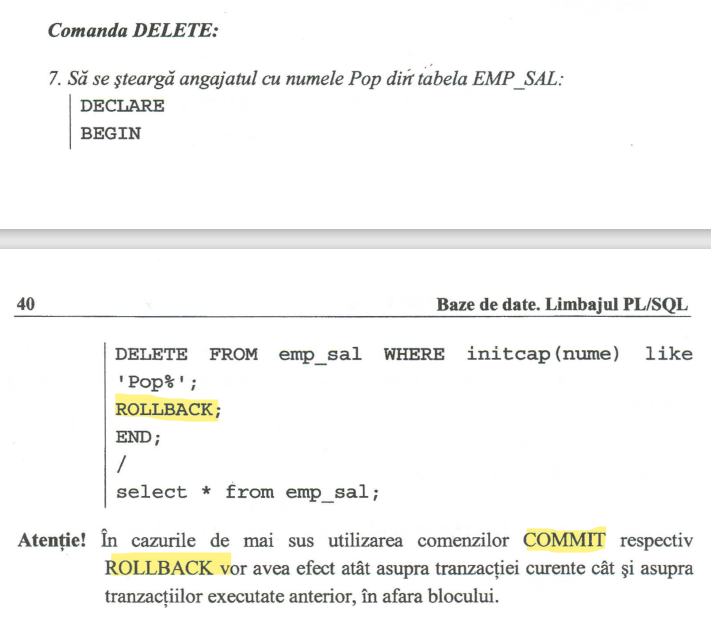 Comanda DELETE:
7. Să se şteargă angajatul cu numele Pop din tabela EMP_SAL:
DECLARE
BEGIN
40 Baze de date. Limbajul PL/SQL
DELETE FROM emp_sal WHERE initcap(nume) like
'Pop%';
ROLLBACK;
END;
/
select * from emp_sal;
Atenţie! În cazurile de mai sus utilizarea comenzilor COMMIT respectiv
ROLLBACK vor avea efect atât asupra tranzacţiei curente cât şi asupra
tranzacţiilor executate anterior, în afara blocului.